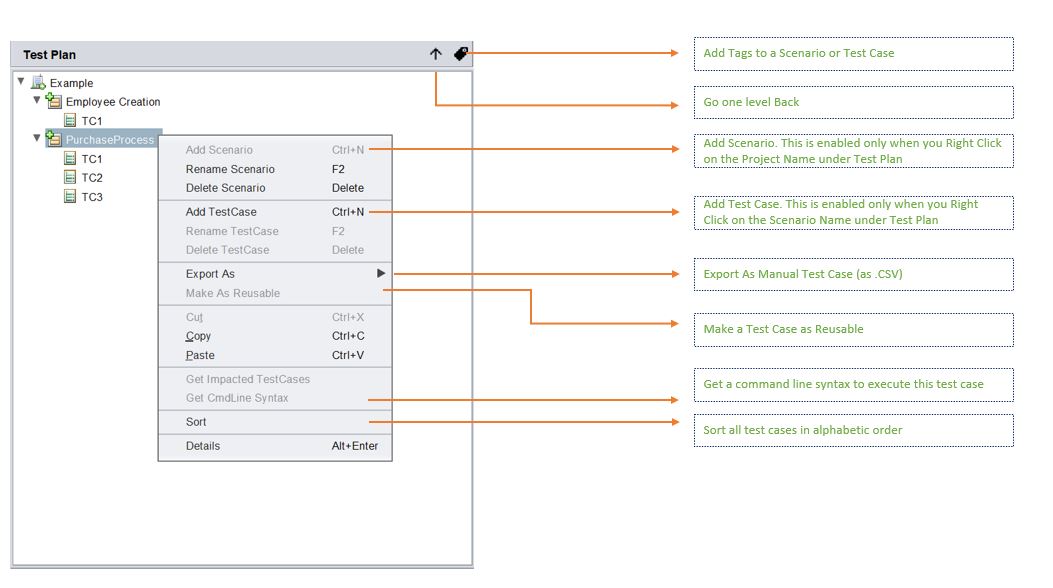 Test Plan
Add Tags to a Scenario or Test Case
Example
Employee Creation
TC1
PurchaseProcess
TC1
TC2
TC3
Add Scenario Ctrl+N
Rename Scenario F2
Delete Scenario Delete
Add TestCase Ctrl+N
Rename TestCase F2
Delete TestCase Delete
Export As
Make As Reusable
Cut Ctrl+X
Copy Ctrl+C
Paste Ctrl+V
Get Impacted TestCases
Get CmdLine Syntax
Sort
Details Alt+Enter
Go one level Back
Add Scenario. This is enabled only when you Right Click
on the Project Name under Test Plan
Add Test Case. This is enabled only when you Right
Click on the Scenario Name under Test Plan
Export As Manual Test Case (as .CSV)
Make a Test Case as Reusable
Get a command line syntax to execute this test case
Sort all test cases in alphabetic order